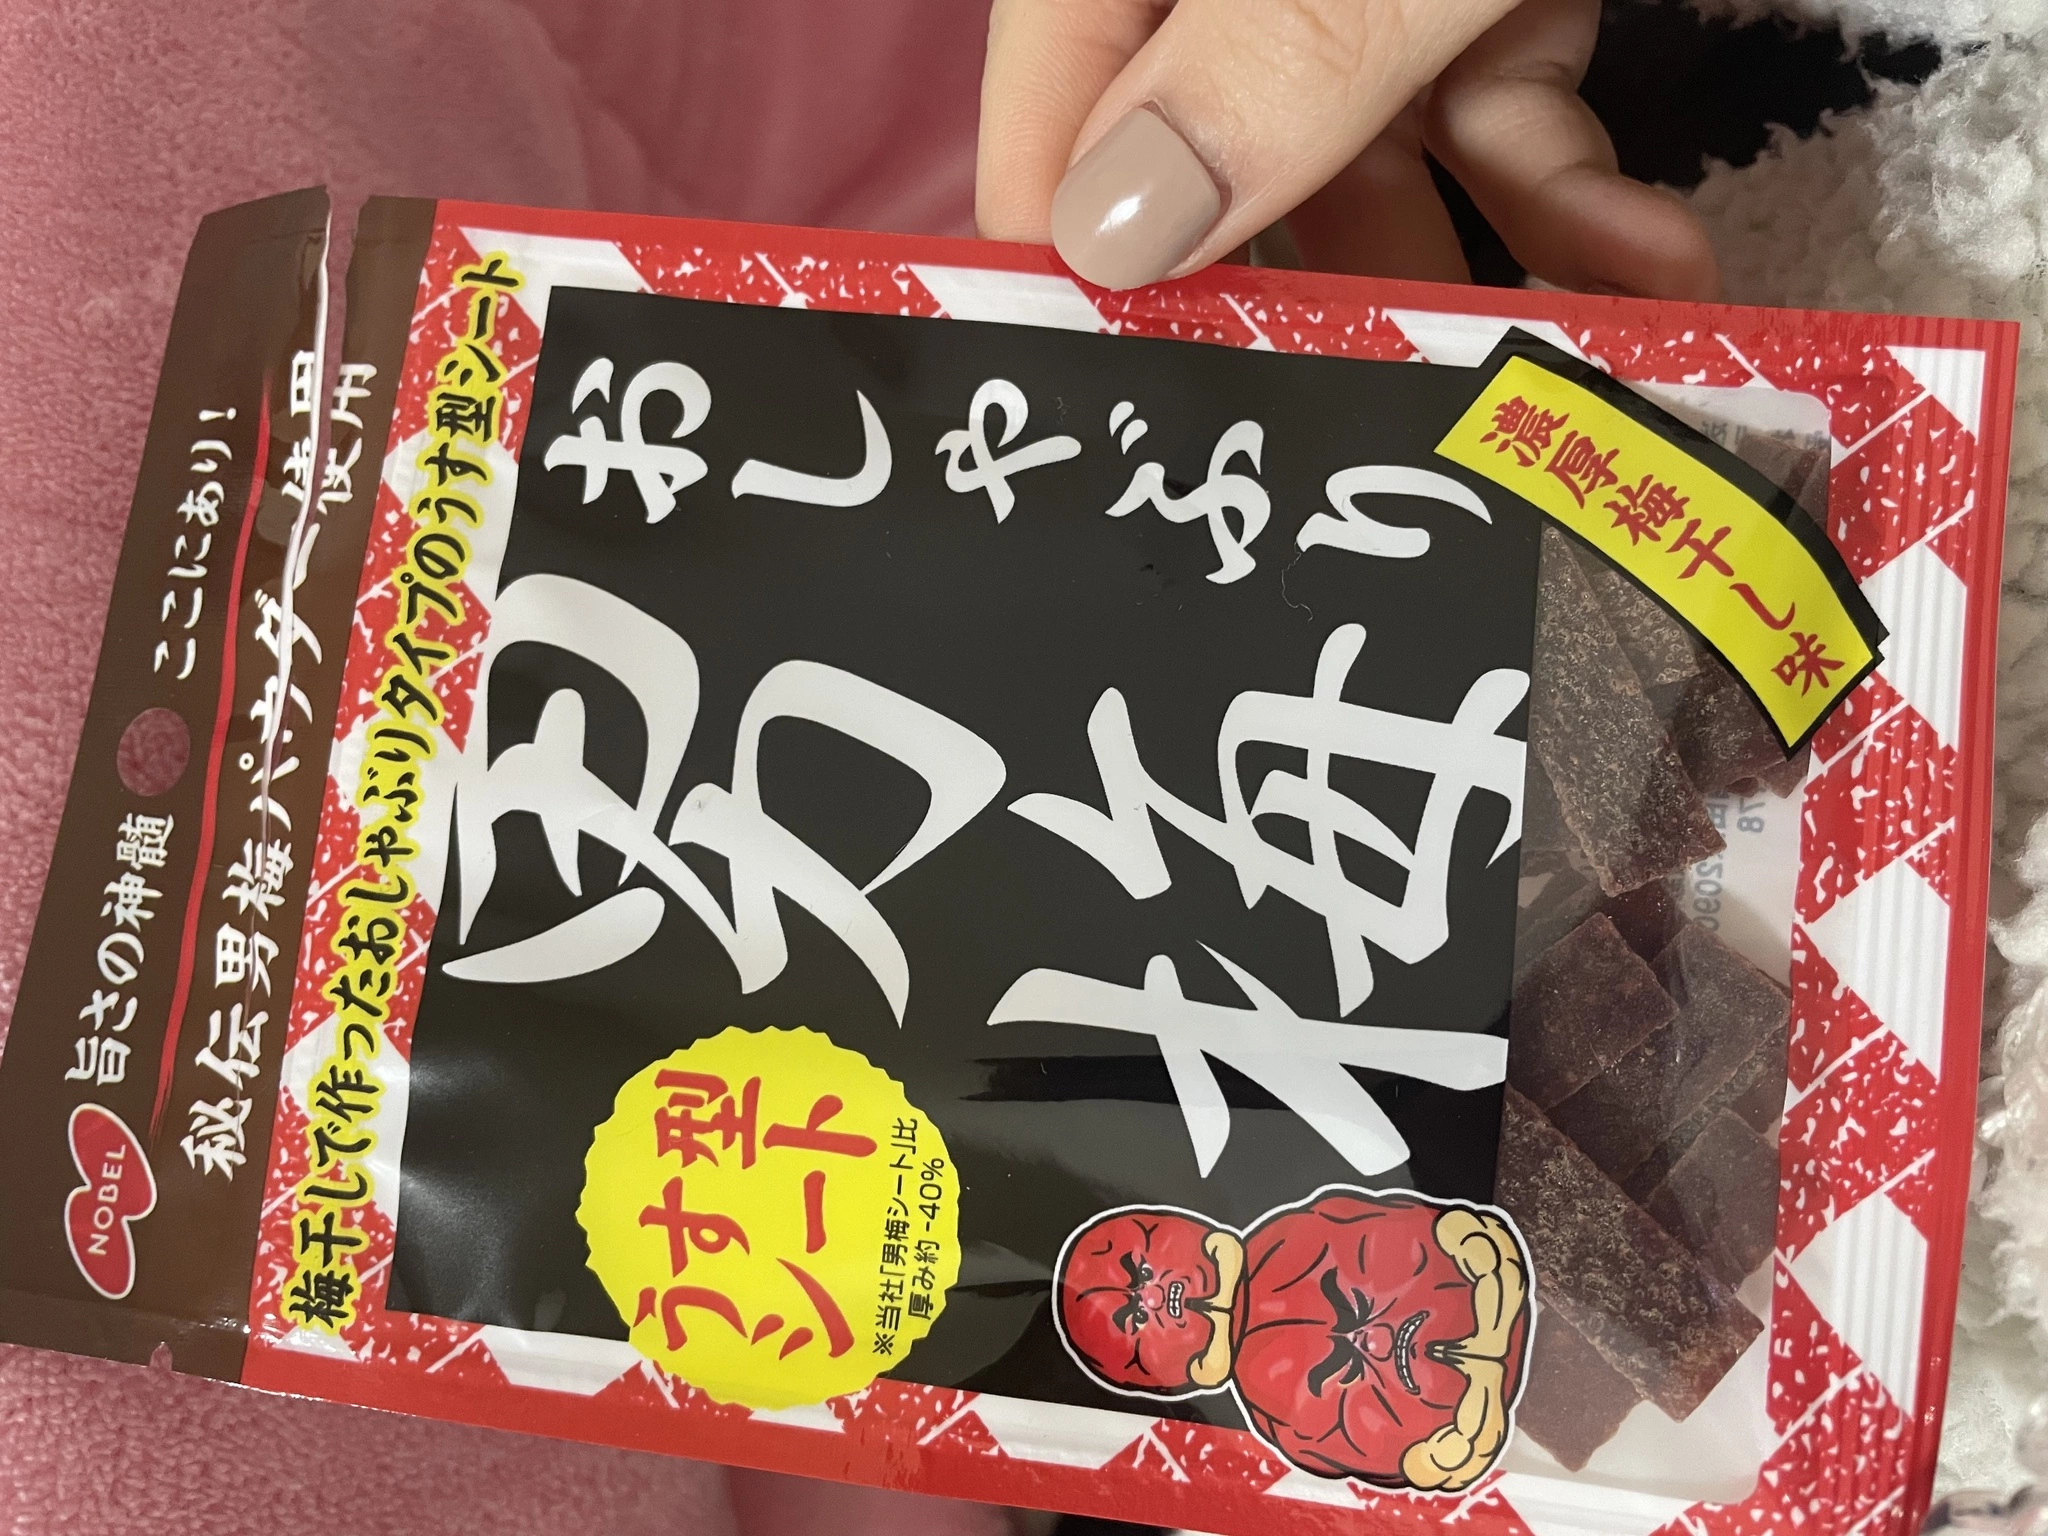 NOBEL
旨さの神髄 ここにあり!
秘伝男梅パウダー使用
梅干しで作ったおしゃぶりタイプのうす型シート
おしゃぶり
男梅
うす型
シート
※当社「男梅シート」比
厚み約-40%
濃厚梅干し味